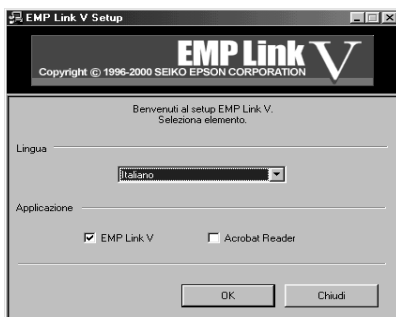 EMP Link V Setup
EMP Link V
Copyright © 1996-2000 SEIKO EPSON CORPORATION
Benvenuti al setup EMP Link V.
Seleziona elemento.
Lingua
Italiano
Applicazione
EMP Link V
Acrobat Reader
OK
Chiudi